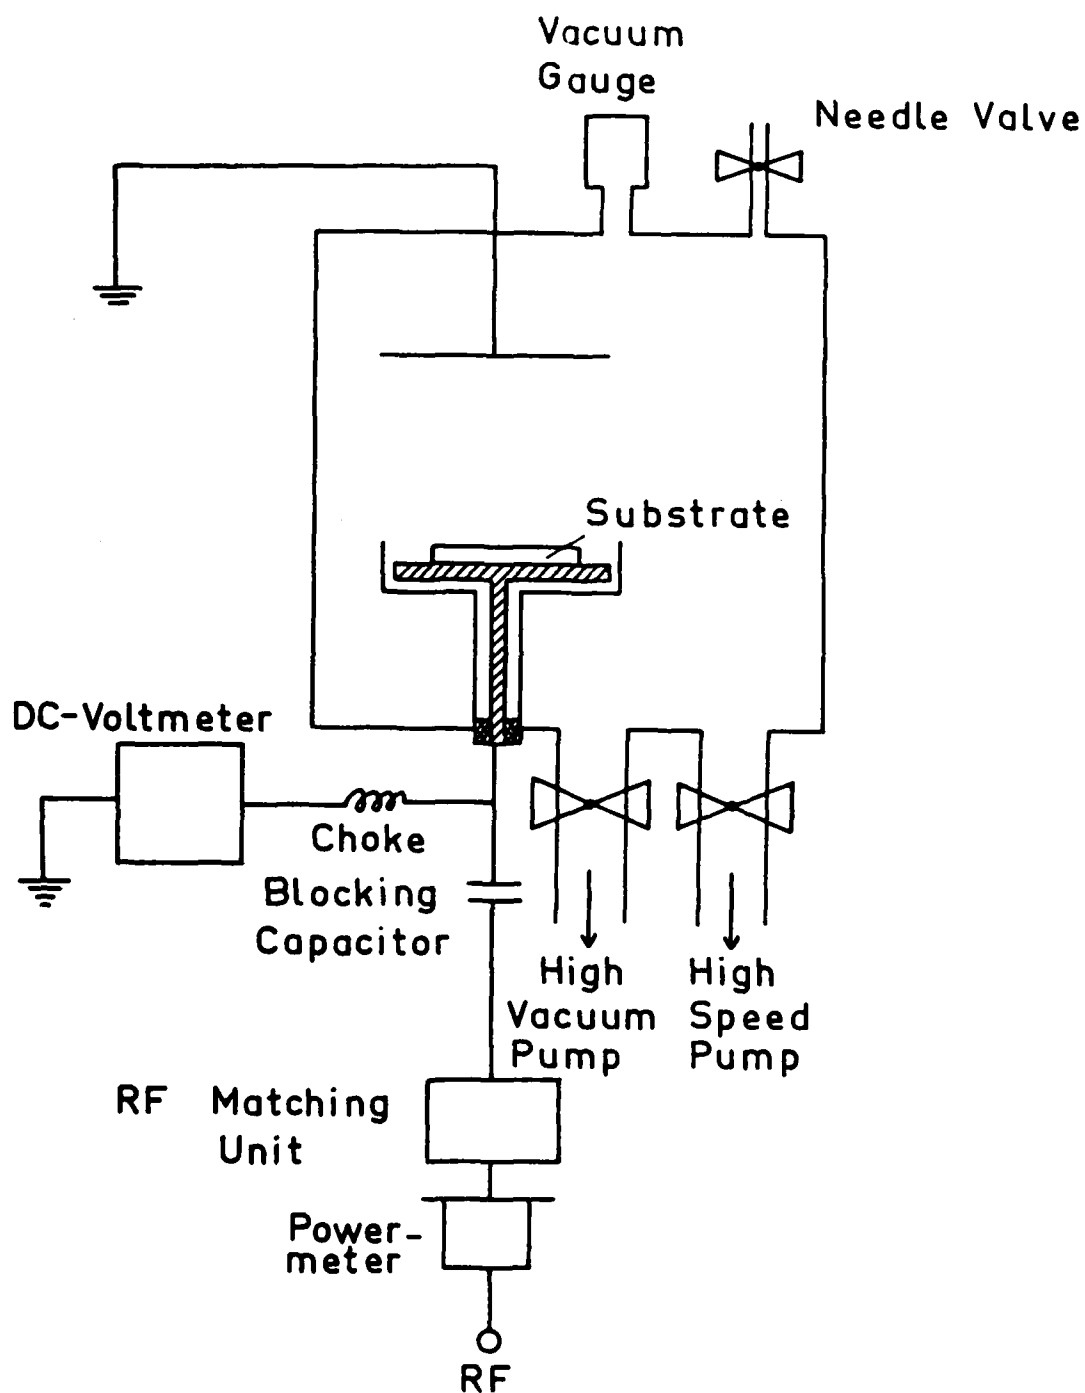 Vacuum
Gauge
Needle Valve
Substrate
DC-Voltmeter
Choke
Blocking
Capacitor
High
Vacuum
Pump
High
Speed
Pump
RF Matching
Unit
Power-
meter
RF